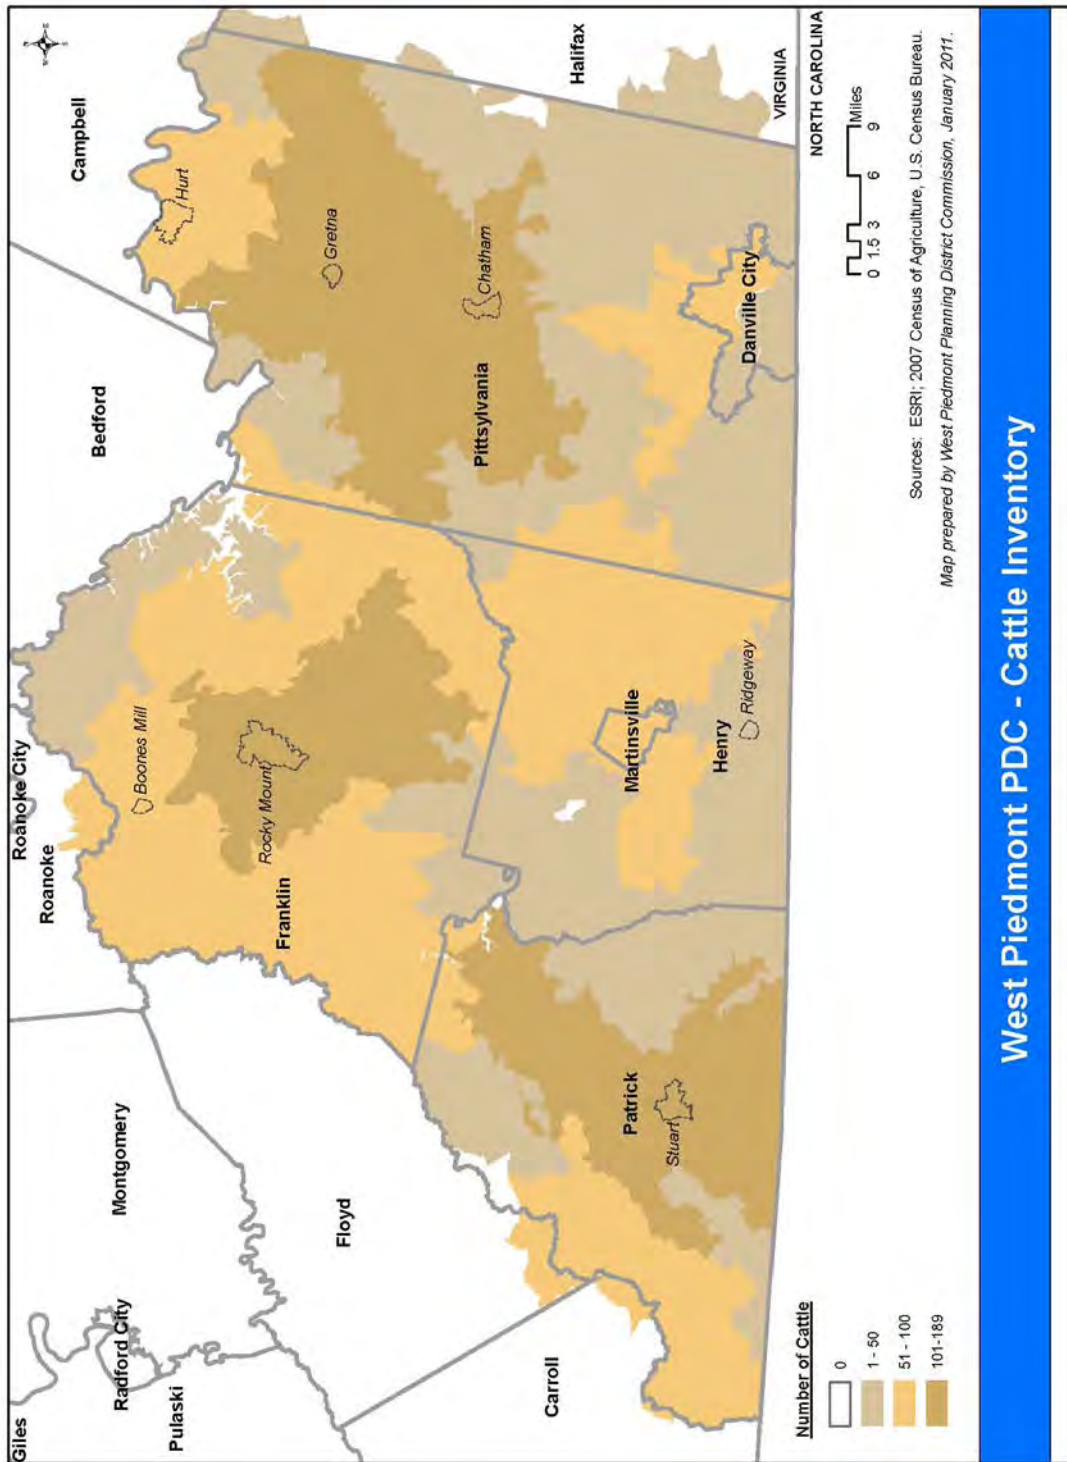 Giles
Radford City
Pulaski
Montgomery
Roanoke City
Roanoke
Bedford
Campbell
Floyd
Franklin
Boones Mill
Rocky Mount
Hurt
Gretna
Chatham
Pittsylvania
Halifax
Carroll
Patrick
Stuart
Martinsville
Henry
Ridgeway
Danville City
VIRGINIA
NORTH CAROLINA
Number of Cattle
0
1 - 50
51 - 100
101-189
0 1.5 3 6 9
Miles
Sources: ESRI; 2007 Census of Agriculture, U.S. Census Bureau.
Map prepared by West Piedmont Planning District Commission, January 2011.
West Piedmont PDC - Cattle Inventory